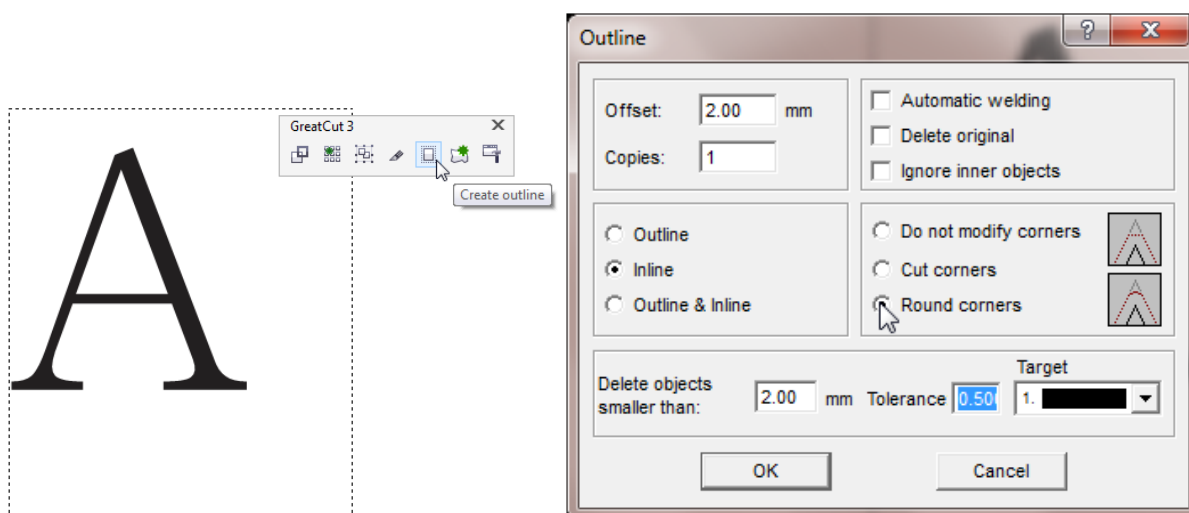 A
GreatCut 3
Create outline
Outline
Offset: 2.00 mm
Copies: 1
Automatic welding
Delete original
Ignore inner objects
Outline
Inline
Outline & Inline
Do not modify corners
Cut corners
Round corners
Delete objects
smaller than: 2.00 mm
Tolerance 0.500
Target
1.
OK
Cancel